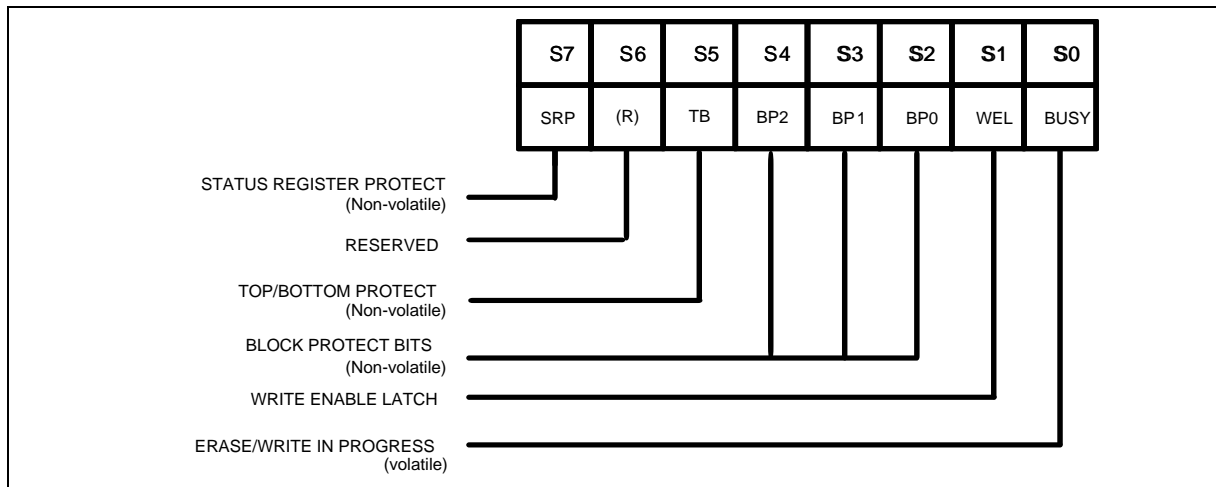 S7 S6 S5 S4 S3 S2 S1 S0
SRP (R) TB BP2 BP1 BP0 WEL BUSY
STATUS REGISTER PROTECT
(Non-volatile)
RESERVED
TOP/BOTTOM PROTECT
(Non-volatile)
BLOCK PROTECT BITS
(Non-volatile)
WRITE ENABLE LATCH
ERASE/WRITE IN PROGRESS
(volatile)